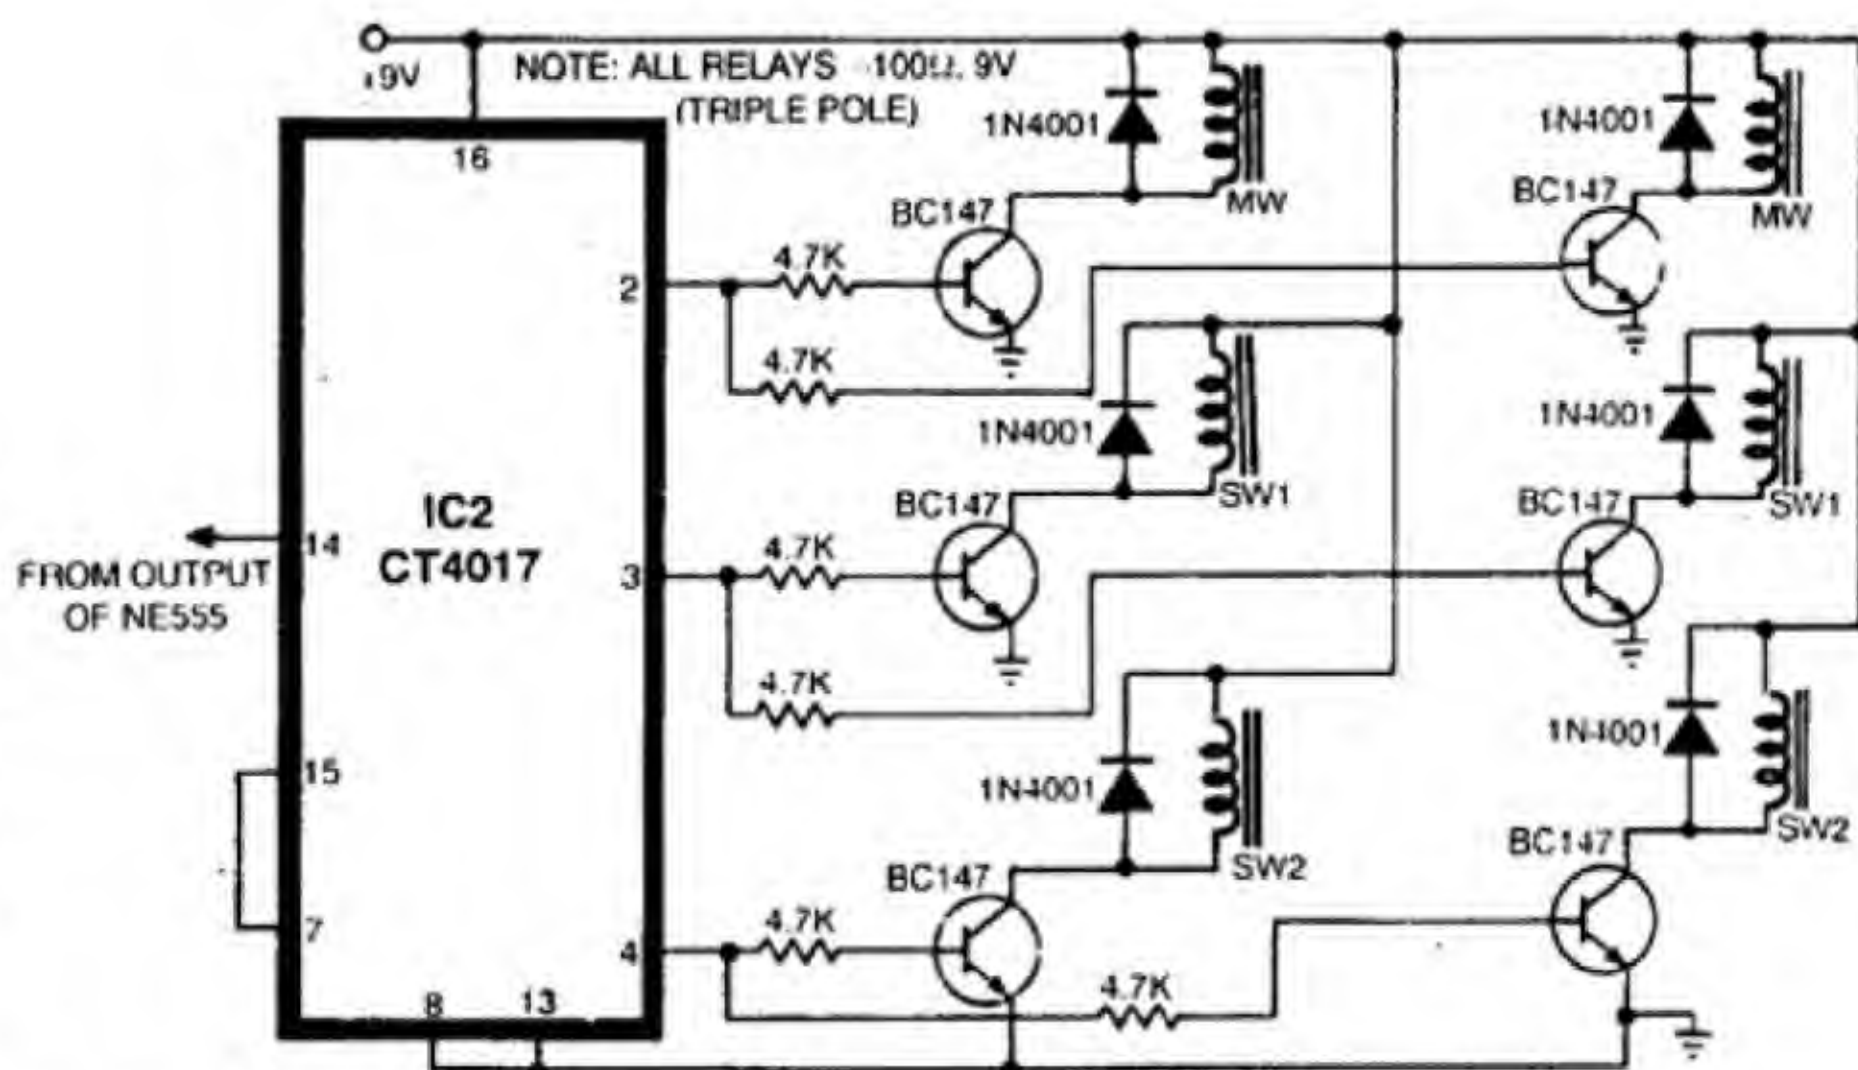 +9V
NOTE: ALL RELAYS -100Ω, 9V
(TRIPLE POLE)
1N4001
1N4001
16
MW
BC147
BC147
MW
4.7K
2
4.7K
1N4001
1N4001
IC2
CT4017
BC147
SW1
BC147
SW1
14
4.7K
3
FROM OUTPUT
OF NE555
4.7K
1N4001
15
1N4001
BC147
SW2
BC147
SW2
7
4.7K
4
4.7K
8
13